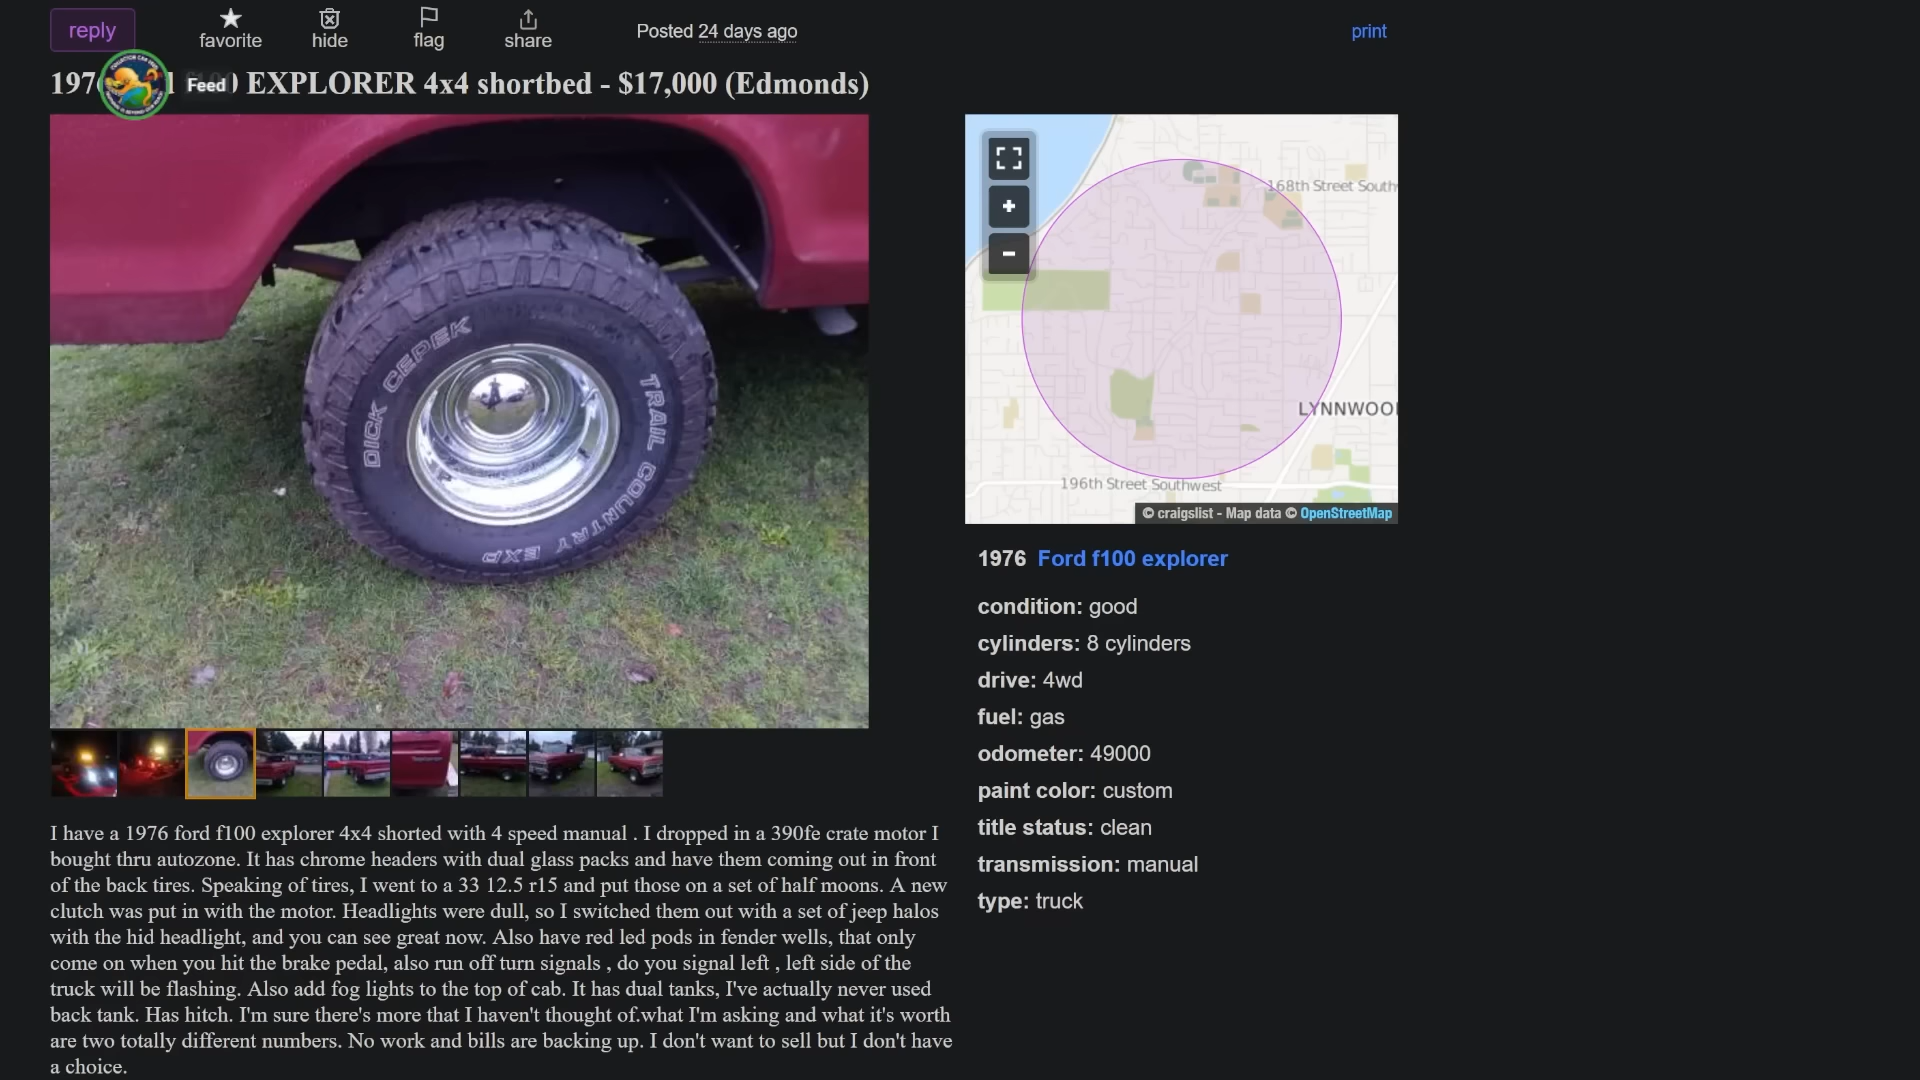 reply
favorite
hide
flag
share
Posted 24 days ago
print
Feed
EXPLORER 4x4 shortbed - $17,000 (Edmonds)
DICK CEPEK
TRAIL COUNTRY EXP
168th Street South
LYNNWOO
196th Street Southwest
© craigslist - Map data © OpenStreetMap
1976 Ford f100 explorer
condition: good
cylinders: 8 cylinders
drive: 4wd
fuel: gas
odometer: 49000
paint color: custom
title status: clean
transmission: manual
type: truck
I have a 1976 ford f100 explorer 4x4 shorted with 4 speed manual . I dropped in a 390fe crate motor I
bought thru autozone. It has chrome headers with dual glass packs and have them coming out in front
of the back tires. Speaking of tires, I went to a 33 12.5 r15 and put those on a set of half moons. A new
clutch was put in with the motor. Headlights were dull, so I switched them out with a set of jeep halos
with the hid headlight, and you can see great now. Also have red led pods in fender wells, that only
come on when you hit the brake pedal, also run off turn signals , do you signal left , left side of the
truck will be flashing. Also add fog lights to the top of cab. It has dual tanks, I've actually never used
back tank. Has hitch. I'm sure there's more that I haven't thought of.what I'm asking and what it's worth
are two totally different numbers. No work and bills are backing up. I don't want to sell but I don't have
a choice.